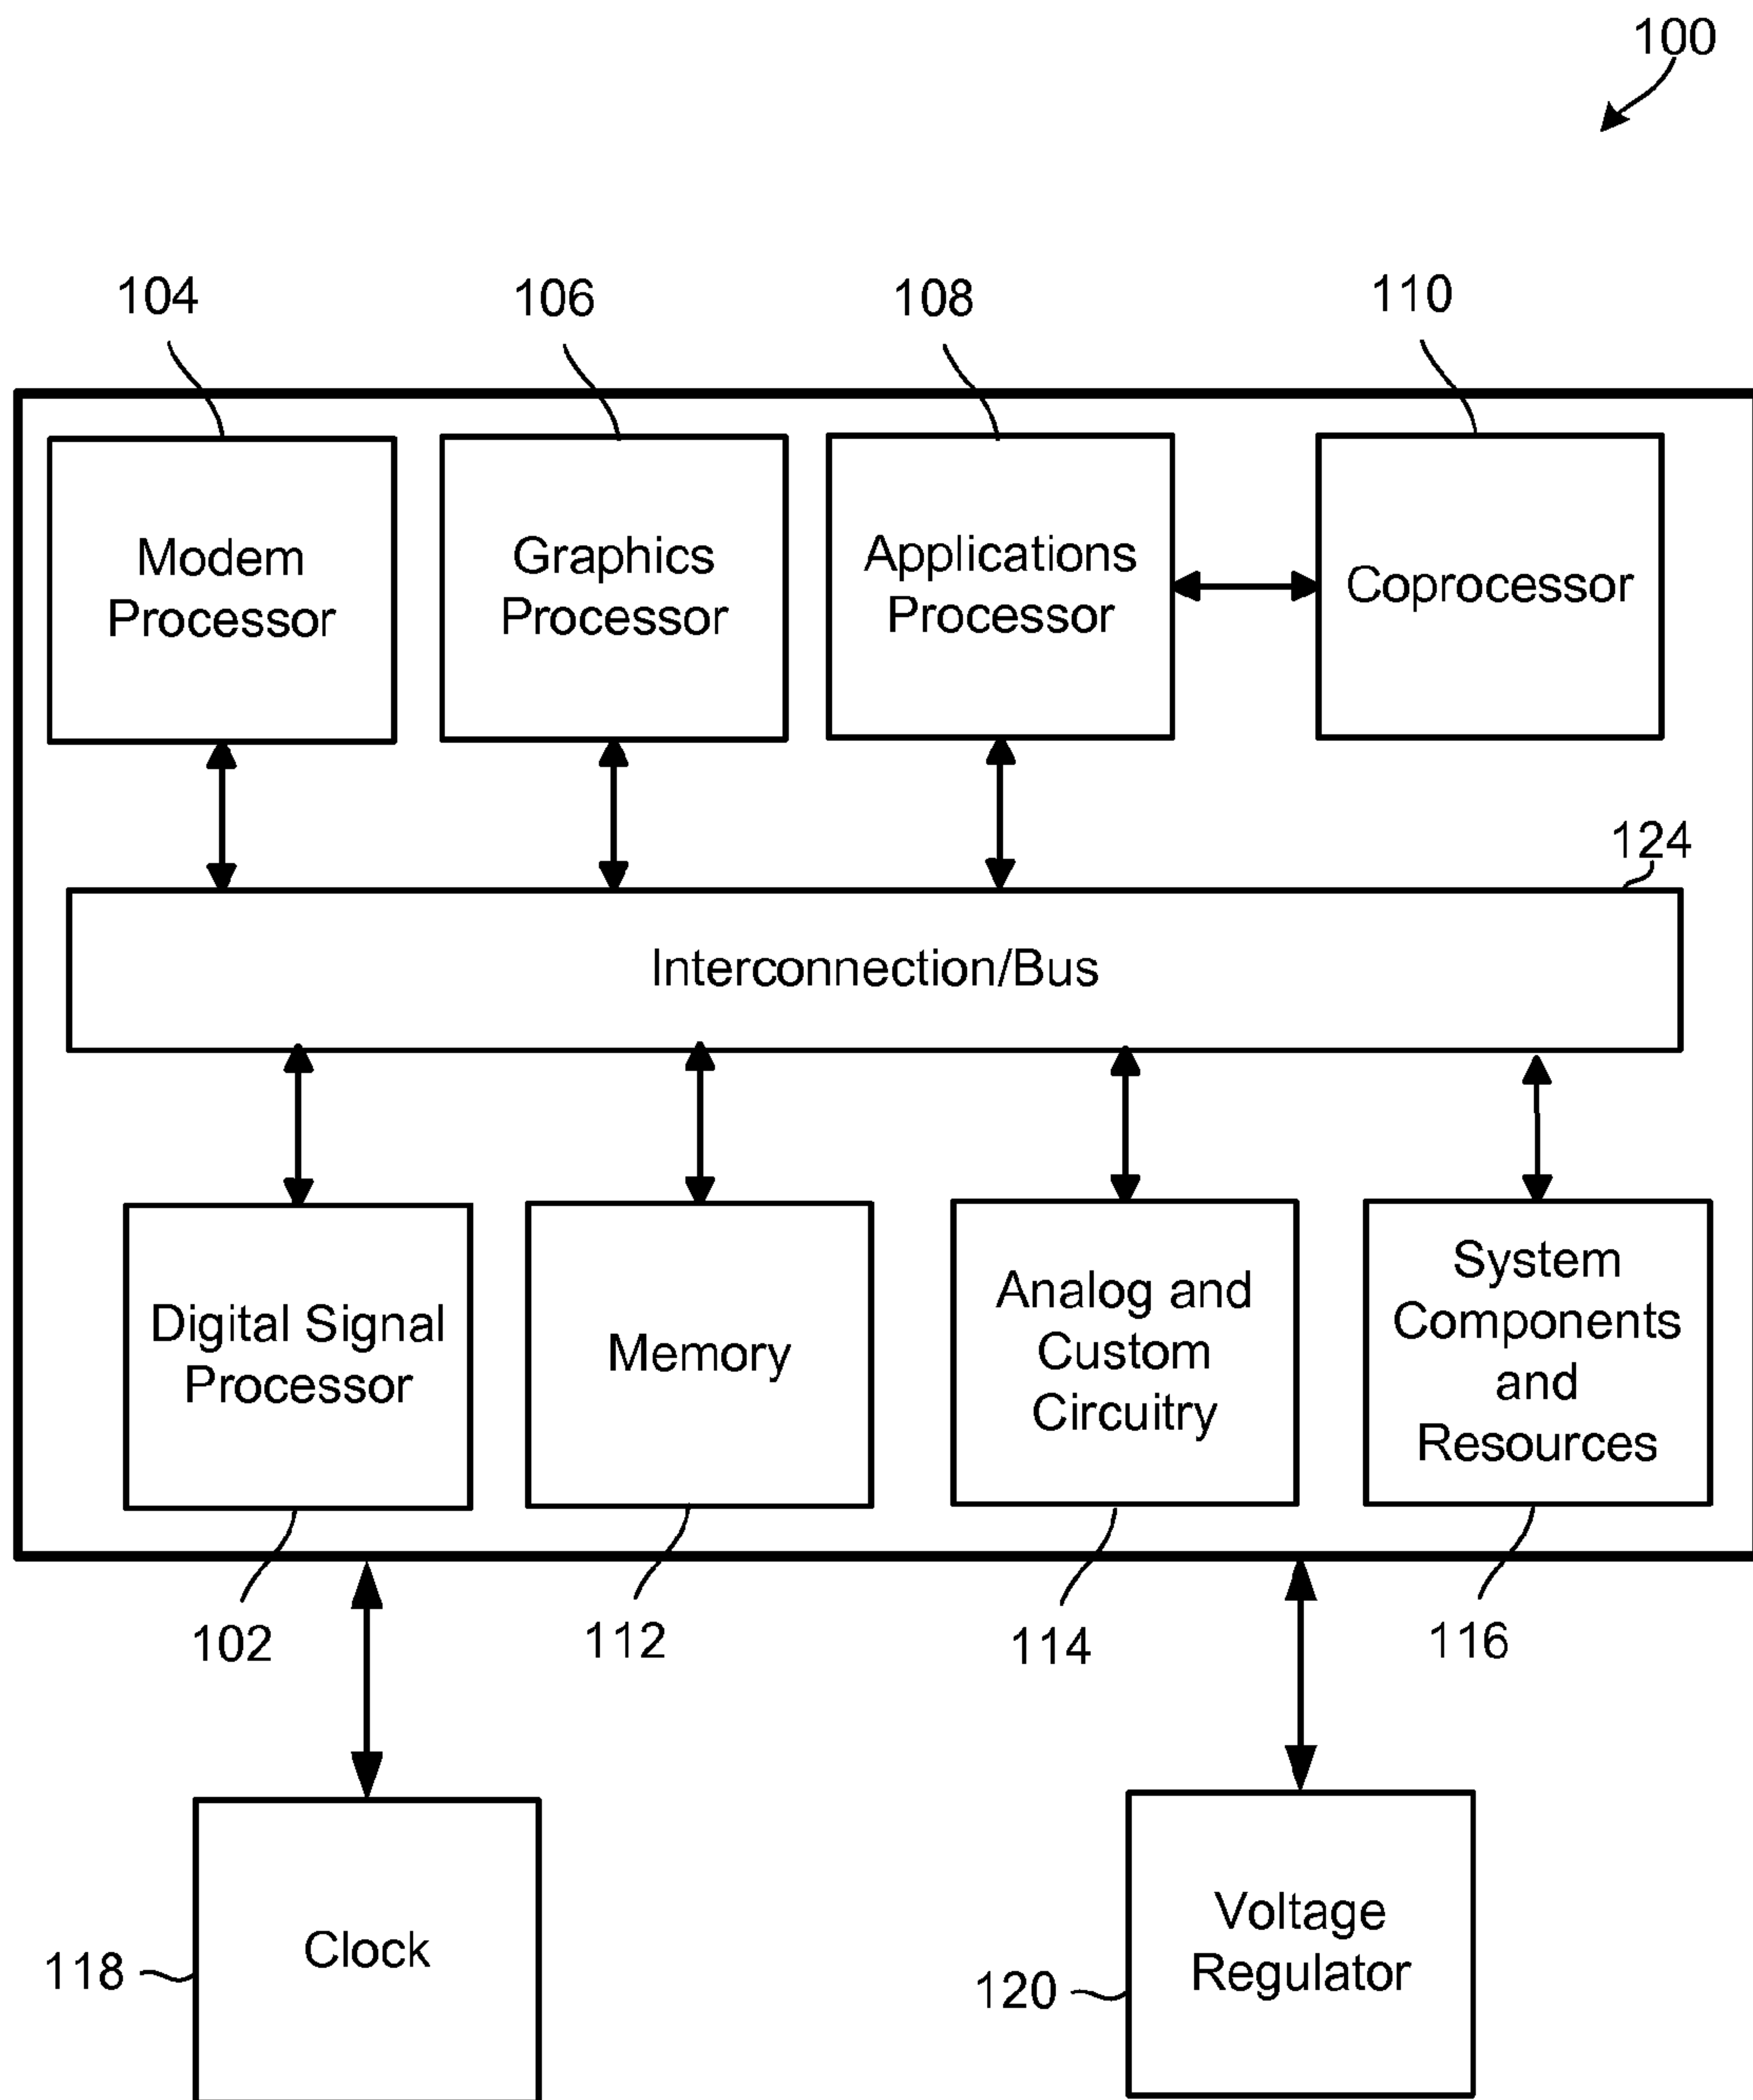 100
104
106
108
110
Modem
Processor
Graphics
Processor
Applications
Processor
Coprocessor
124
Interconnection/Bus
Digital Signal
Processor
Memory
Analog and
Custom
Circuitry
System
Components
and
Resources
102
112
114
116
Clock
118
Voltage
Regulator
120